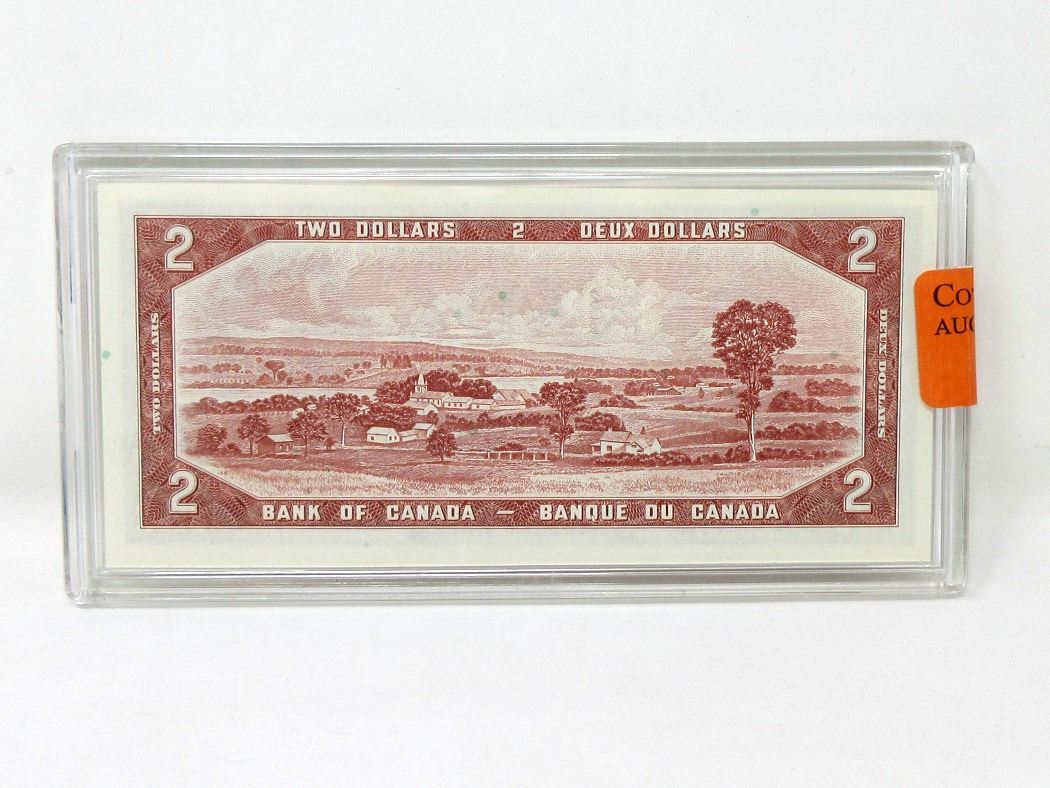 TWO DOLLARS 2 DEUX DOLLARS
2
2
TWO DOLLARS
DEUX DOLLARS
2
2
BANK OF CANADA — BANQUE DU CANADA